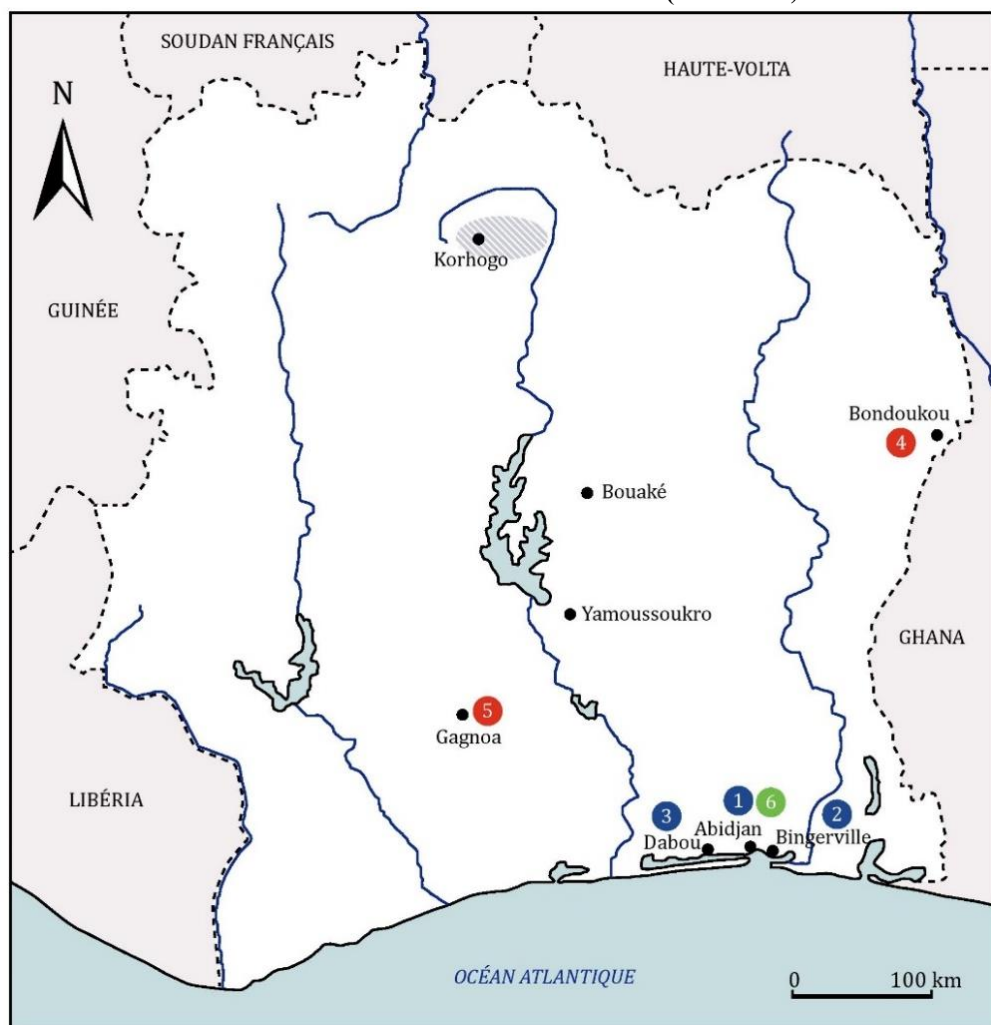 SOUDAN FRANÇAIS
HAUTE-VOLTA
N
Korhogo
GUINÉE
Bondoukou
4
Bouaké
Yamoussoukro
GHANA
5
Gagnoa
LIBÉRIA
3
1
6
2
Dabou
Abidjan
Bingerville
OCÉAN ATLANTIQUE
0 100 km